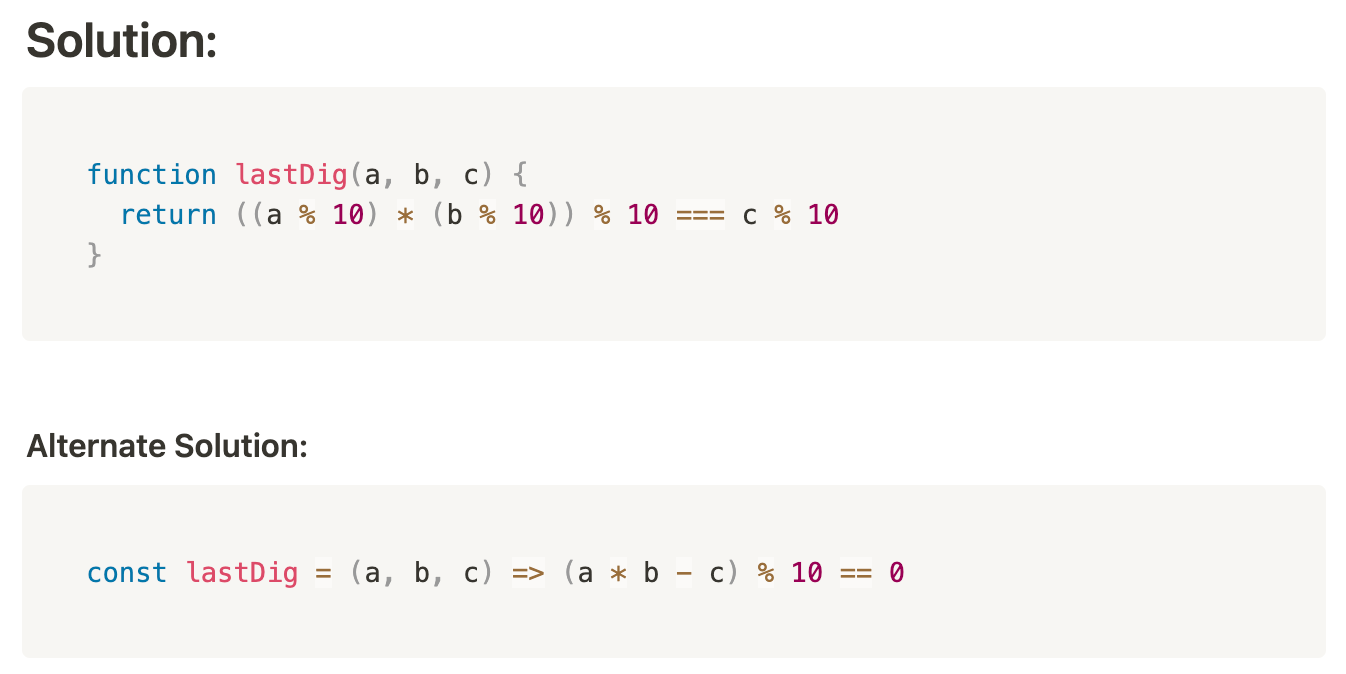 Solution:
function lastDig(a, b, c) {
  return ((a % 10) * (b % 10)) % 10 === c % 10
}
Alternate Solution:
const lastDig = (a, b, c) => (a * b - c) % 10 == 0